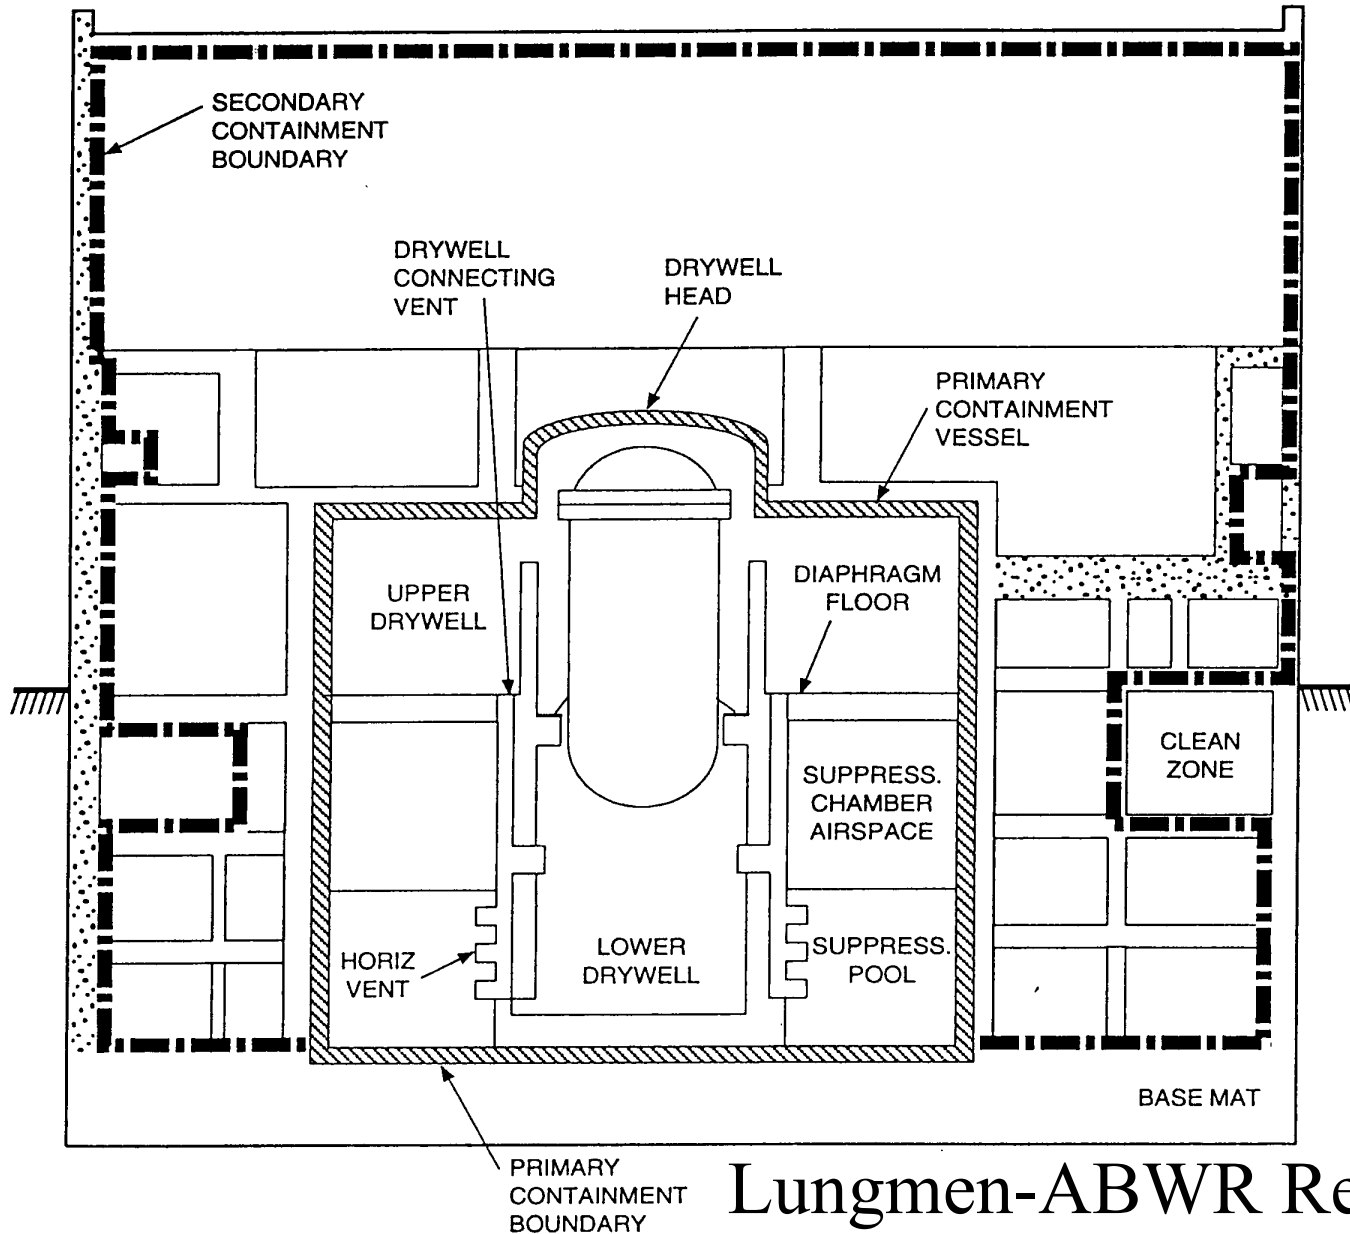 SECONDARY
CONTAINMENT
BOUNDARY
DRYWELL
CONNECTING
VENT
DRYWELL
HEAD
PRIMARY
CONTAINMENT
VESSEL
UPPER
DRYWELL
DIAPHRAGM
FLOOR
CLEAN
ZONE
SUPPRESS.
CHAMBER
AIRSPACE
HORIZ
VENT
LOWER
DRYWELL
SUPPRESS.
POOL
BASE MAT
PRIMARY
CONTAINMENT
BOUNDARY
Lungmen-ABWR Re